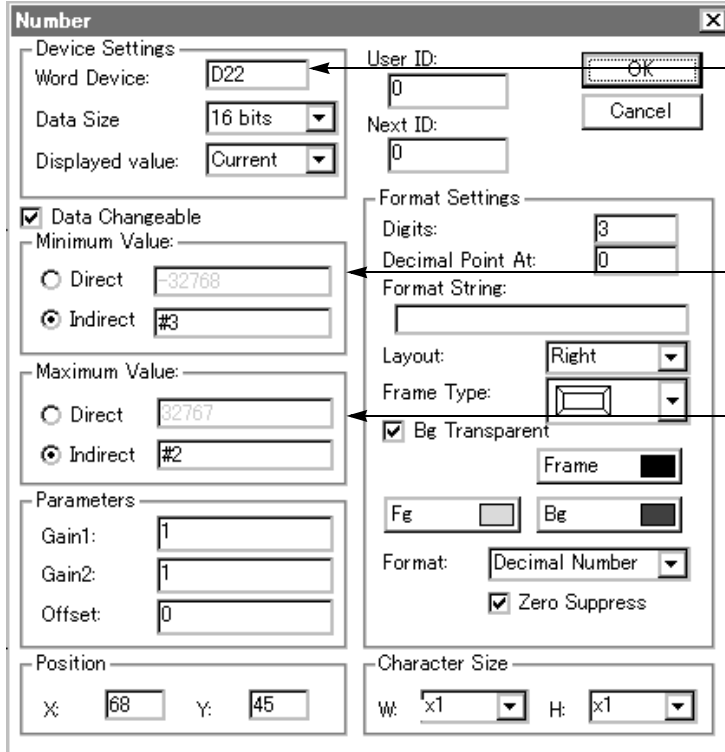 Number
Device Settings
Word Device: D22
Data Size 16 bits
Displayed value: Current
User ID:
0
Next ID:
0
OK
Cancel
Data Changeable
Minimum Value:
Direct -32768
Indirect #3
Maximum Value:
Direct 32767
Indirect #2
Parameters
Gain1: 1
Gain2: 1
Offset: 0
Position
X: 68 Y: 45
Format Settings
Digits: 3
Decimal Point At: 0
Format String:
Layout: Right
Frame Type:
Bg Transparent
Frame
Fg Bg
Format: Decimal Number
Zero Suppress
Character Size
W: x1 H: x1